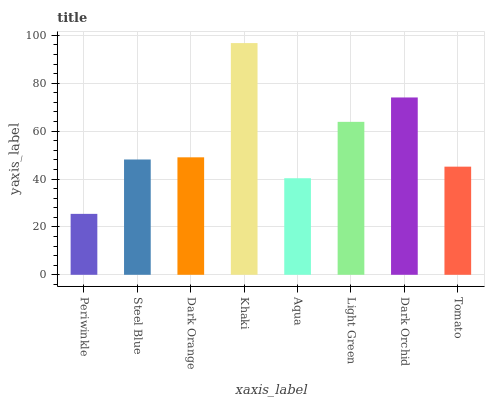 title
yaxis_label
100
80
60
40
20
0
Periwinkle
Steel Blue
Dark Orange
Khaki
Aqua
Light Green
Dark Orchid
Tomato
xaxis_label